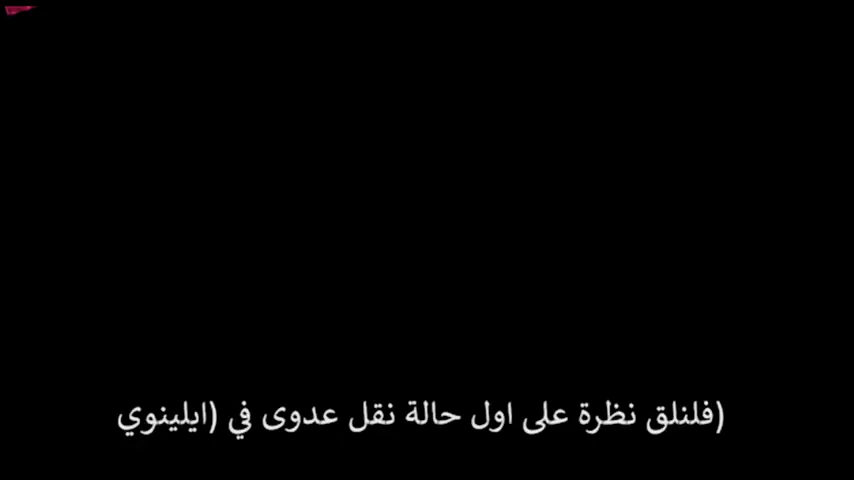 (فلنلق نظرة على اول حالة نقل عدوى في (ايلينوي